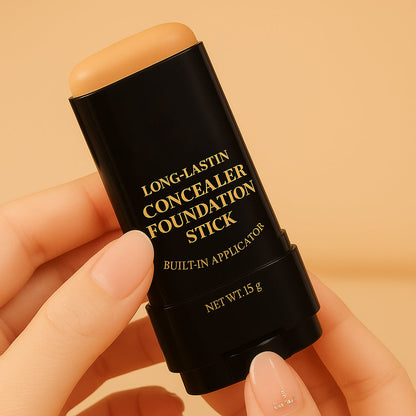 LONG-LASTIN
CONCEALER
FOUNDATION
STICK
BUILT-IN APPLICATOR
NET WT. 15 g